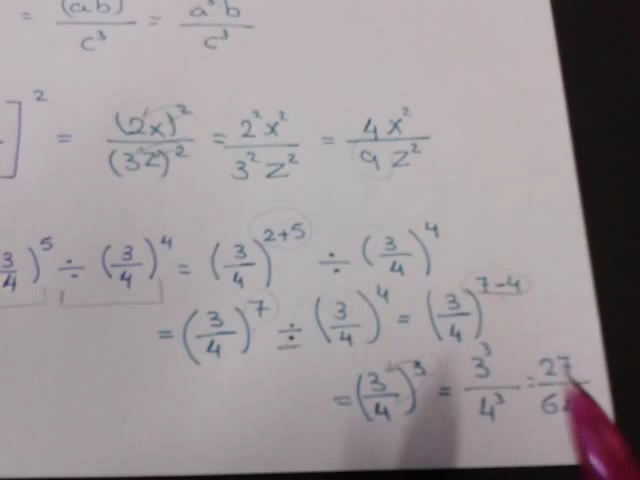 = (ab) / c³ = a³b / c³
]² = (2x)² / (3z)² = 2²x² / 3²z² = 4x² / 9z²
3/4)⁵ ÷ (3/4)⁴ = (3/4)²⁺⁵ ÷ (3/4)⁴
= (3/4)⁷ ÷ (3/4)⁴ = (3/4)⁷⁻⁴
= (3/4)³ = 3³ / 4³ = 27 / 6